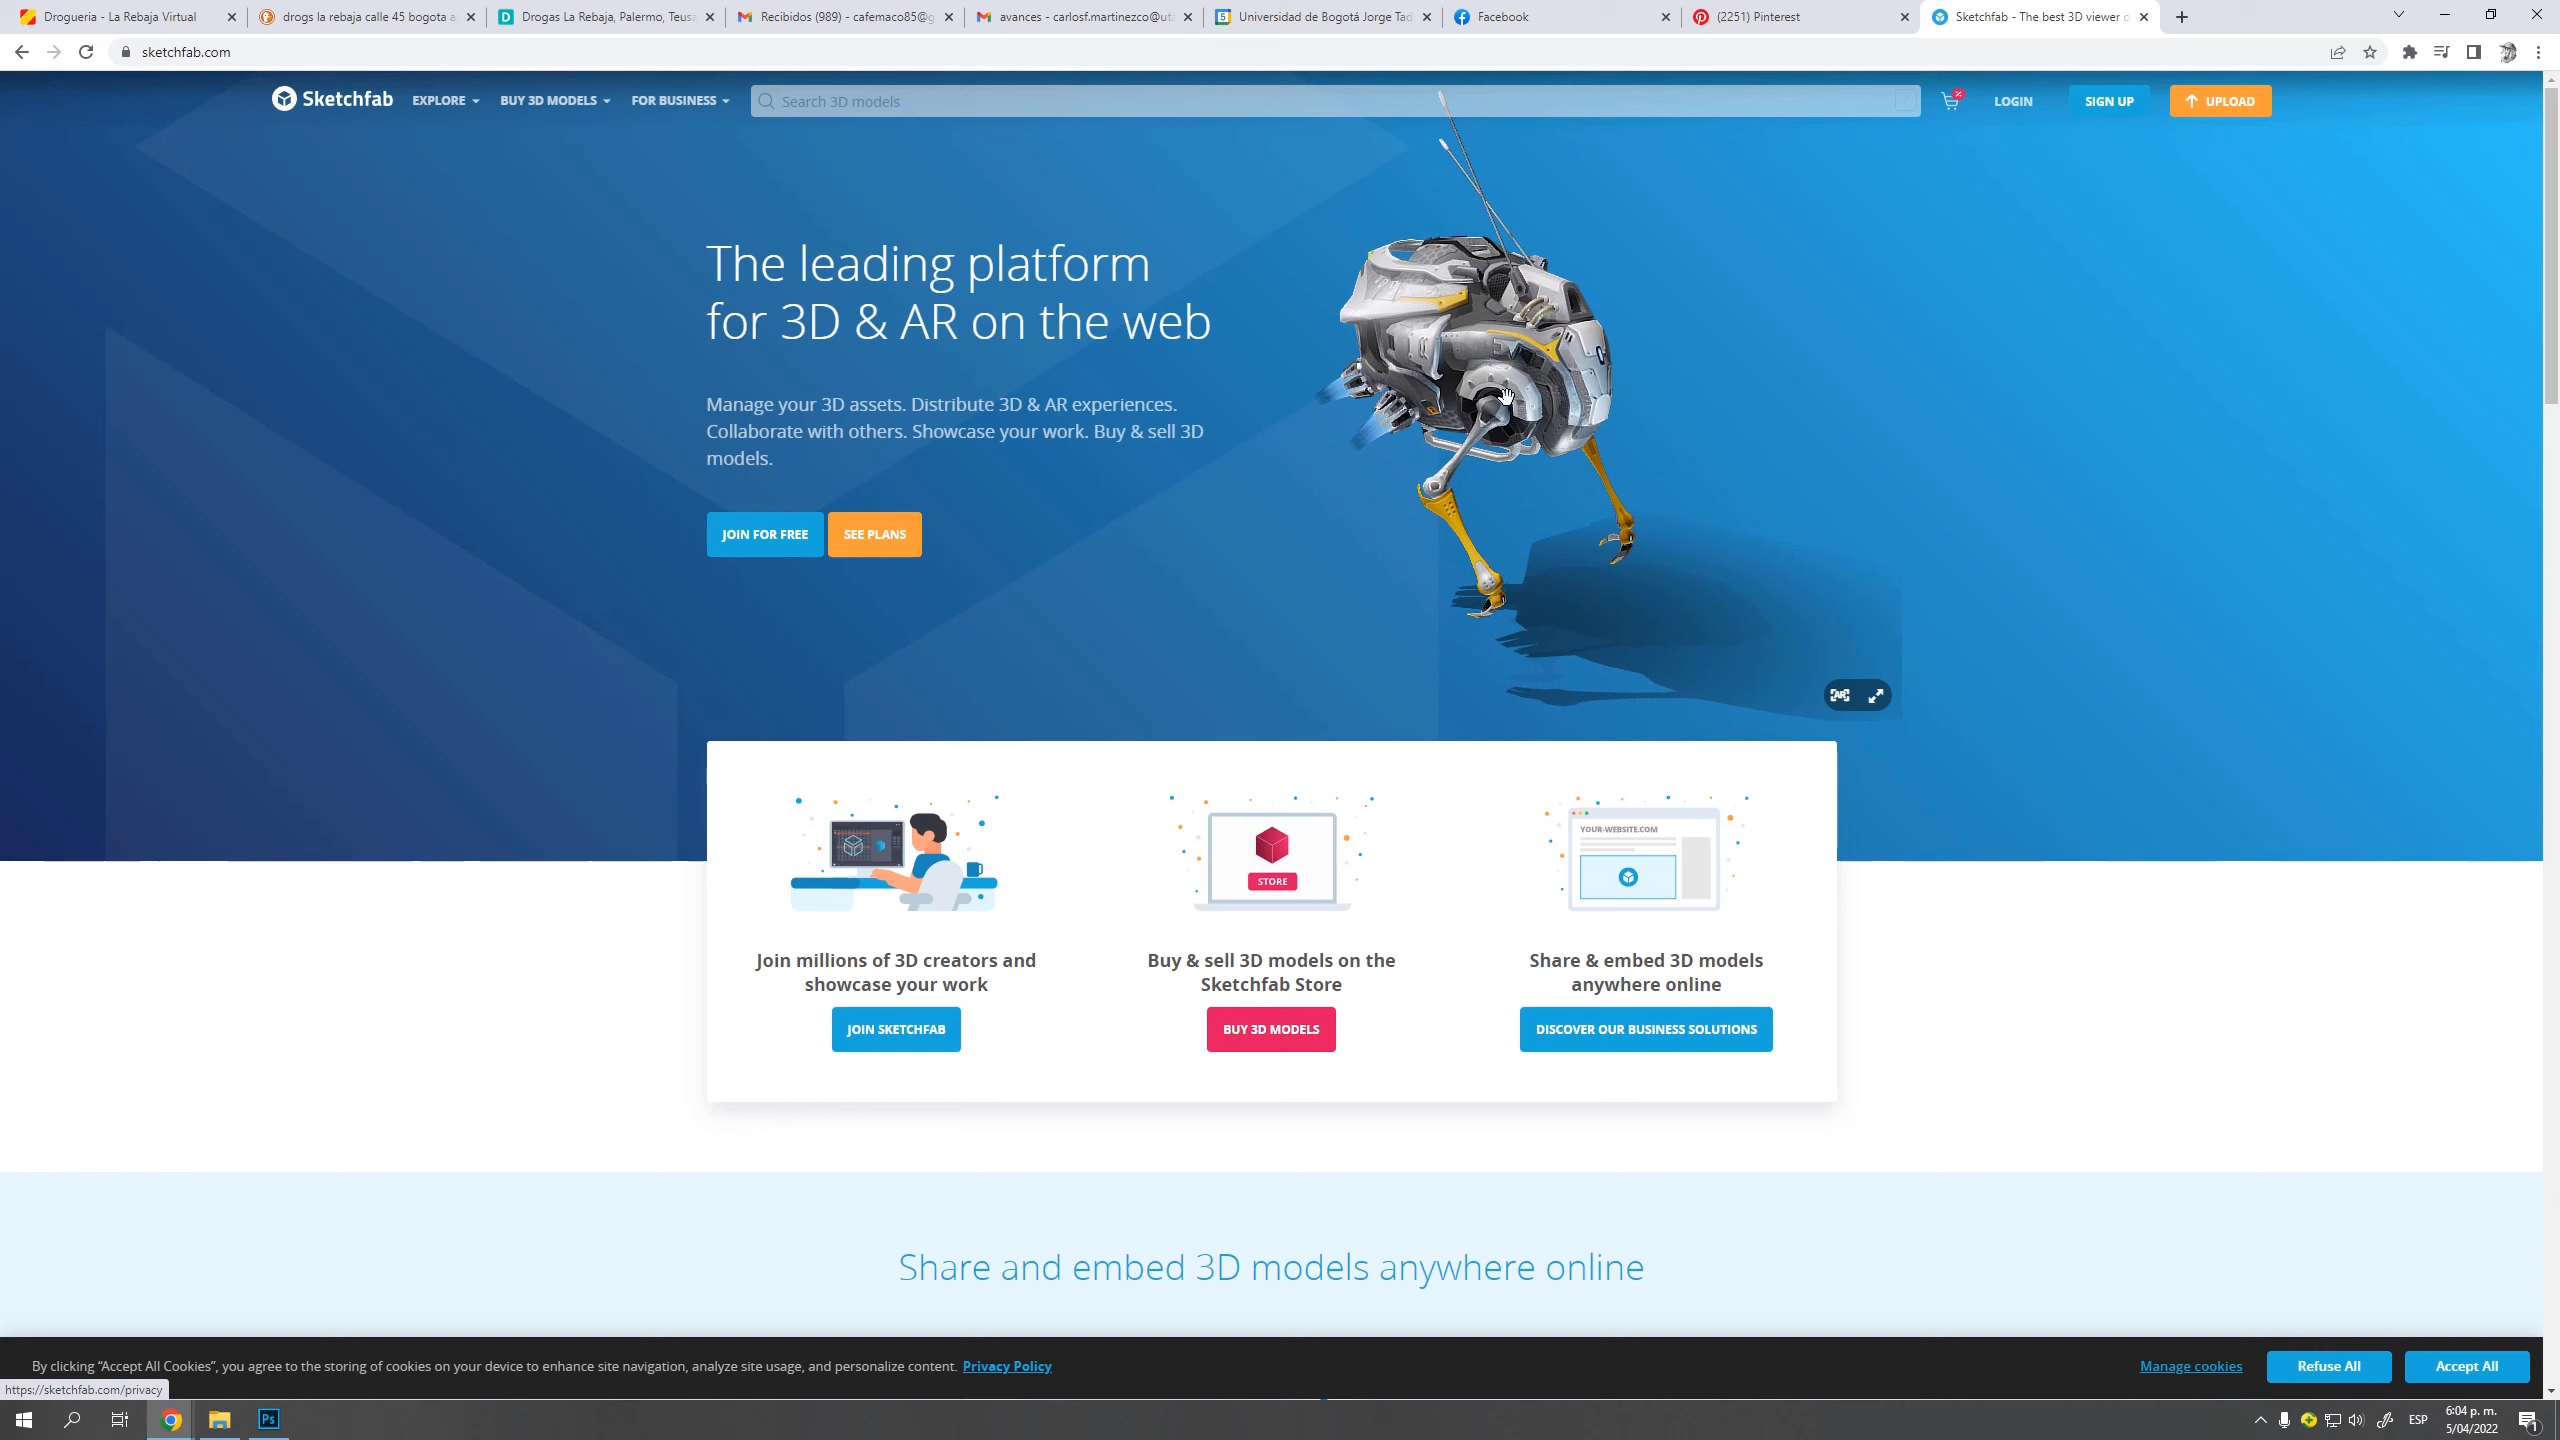 Drogueria - La Rebaja Virtual
drogs la rebaja calle 45 bogota a
Drogas La Rebaja, Palermo, Teusa
Recibidos (989) - cafemaco85@g
avances - carlosf.martinezco@uta
Universidad de Bogotá Jorge Tad
Facebook
(2251) Pinterest
Sketchfab - The best 3D viewer o
sketchfab.com
Sketchfab
EXPLORE
BUY 3D MODELS
FOR BUSINESS
Search 3D models
LOGIN
SIGN UP
UPLOAD
The leading platform
for 3D & AR on the web
Manage your 3D assets. Distribute 3D & AR experiences.
Collaborate with others. Showcase your work. Buy & sell 3D
models.
JOIN FOR FREE
SEE PLANS
AR
STORE
YOUR-WEBSITE.COM
Join millions of 3D creators and
showcase your work
JOIN SKETCHFAB
Buy & sell 3D models on the
Sketchfab Store
BUY 3D MODELS
Share & embed 3D models
anywhere online
DISCOVER OUR BUSINESS SOLUTIONS
Share and embed 3D models anywhere online
By clicking “Accept All Cookies”, you agree to the storing of cookies on your device to enhance site navigation, analyze site usage, and personalize content. Privacy Policy
Manage cookies
Refuse All
Accept All
https://sketchfab.com/privacy
Ps
ESP
6:04 p. m.
5/04/2022
1